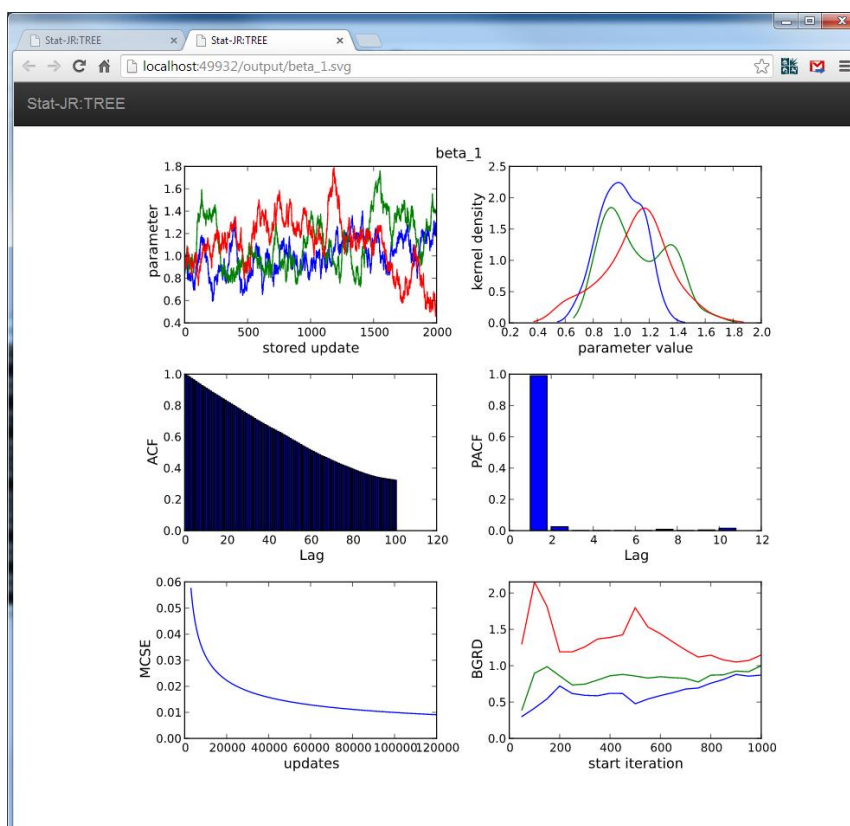 Stat-JR:TREE
Stat-JR:TREE
localhost:49932/output/beta_1.svg
Stat-JR:TREE
beta_1
1.8
1.6
1.4
1.2
1.0
0.8
0.6
0.4
parameter
0 500 1000 1500 2000
stored update
2.5
2.0
1.5
1.0
0.5
0.0
kernel density
0.2 0.4 0.6 0.8 1.0 1.2 1.4 1.6 1.8 2.0
parameter value
1.0
0.8
0.6
0.4
0.2
0.0
ACF
0 20 40 60 80 100 120
Lag
1.0
0.8
0.6
0.4
0.2
0.0
PACF
0 2 4 6 8 10 12
Lag
0.06
0.05
0.04
0.03
0.02
0.01
0.00
MCSE
0 20000 40000 60000 80000 100000 120000
updates
2.0
1.5
1.0
0.5
0.0
BGRD
0 200 400 600 800 1000
start iteration